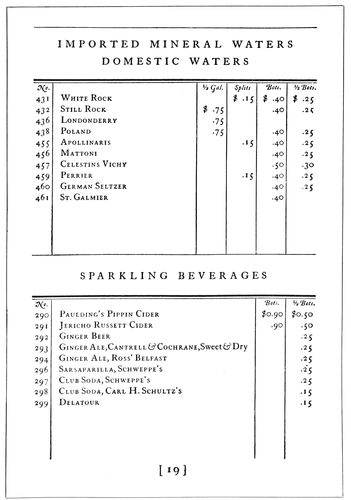 IMPORTED MINERAL WATERS
DOMESTIC WATERS
No. ½ Gal. Splits Bots. ½ Bots.
431 WHITE ROCK $ .15 $ .40 $ .25
432 STILL ROCK $ .75 .40 .25
436 LONDONDERRY .75
438 POLAND .75 .40 .25
455 APOLLINARIS .15 .40 .25
456 MATTONI .40 .25
457 CELESTINS VICHY .50 .30
459 PERRIER .15 .40 .25
460 GERMAN SELTZER .40 .25
461 ST. GALMIER .40
SPARKLING BEVERAGES
No. Bots. ½ Bots.
290 PAULDING'S PIPPIN CIDER $0.90 $0.50
291 JERICHO RUSSETT CIDER .90 .50
292 GINGER BEER .25
293 GINGER ALE, CANTRELL & COCHRANE, Sweet & Dry .25
294 GINGER ALE, ROSS' BELFAST .25
296 SARSAPARILLA, SCHWEPPE'S .25
297 CLUB SODA, SCHWEPPE'S .25
298 CLUB SODA, CARL H. SCHULTZ'S .15
299 DELATOUR .15
[19]